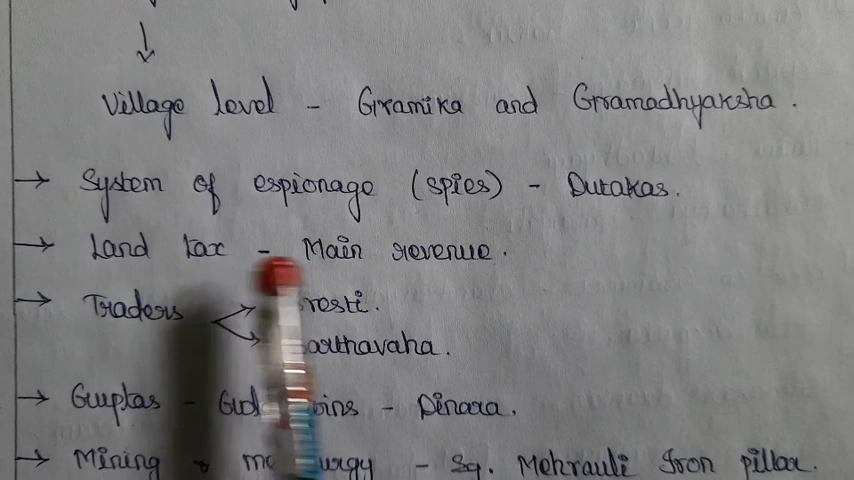 Village level - Gramika and Gramadhyaksha.
→ System of espionage (spies) - Dutakas.
→ Land tax - Main revenue.
→ Traders
→ Guptas - - Dinara.
→ Mining & - Eg. Mehrauli Iron pillar.